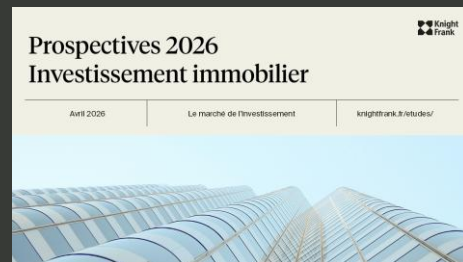 Knight
Frank
Prospectives 2026
Investissement immobilier
Avril 2026
Le marché de l'investissement
knightfrank.fr/etudes/